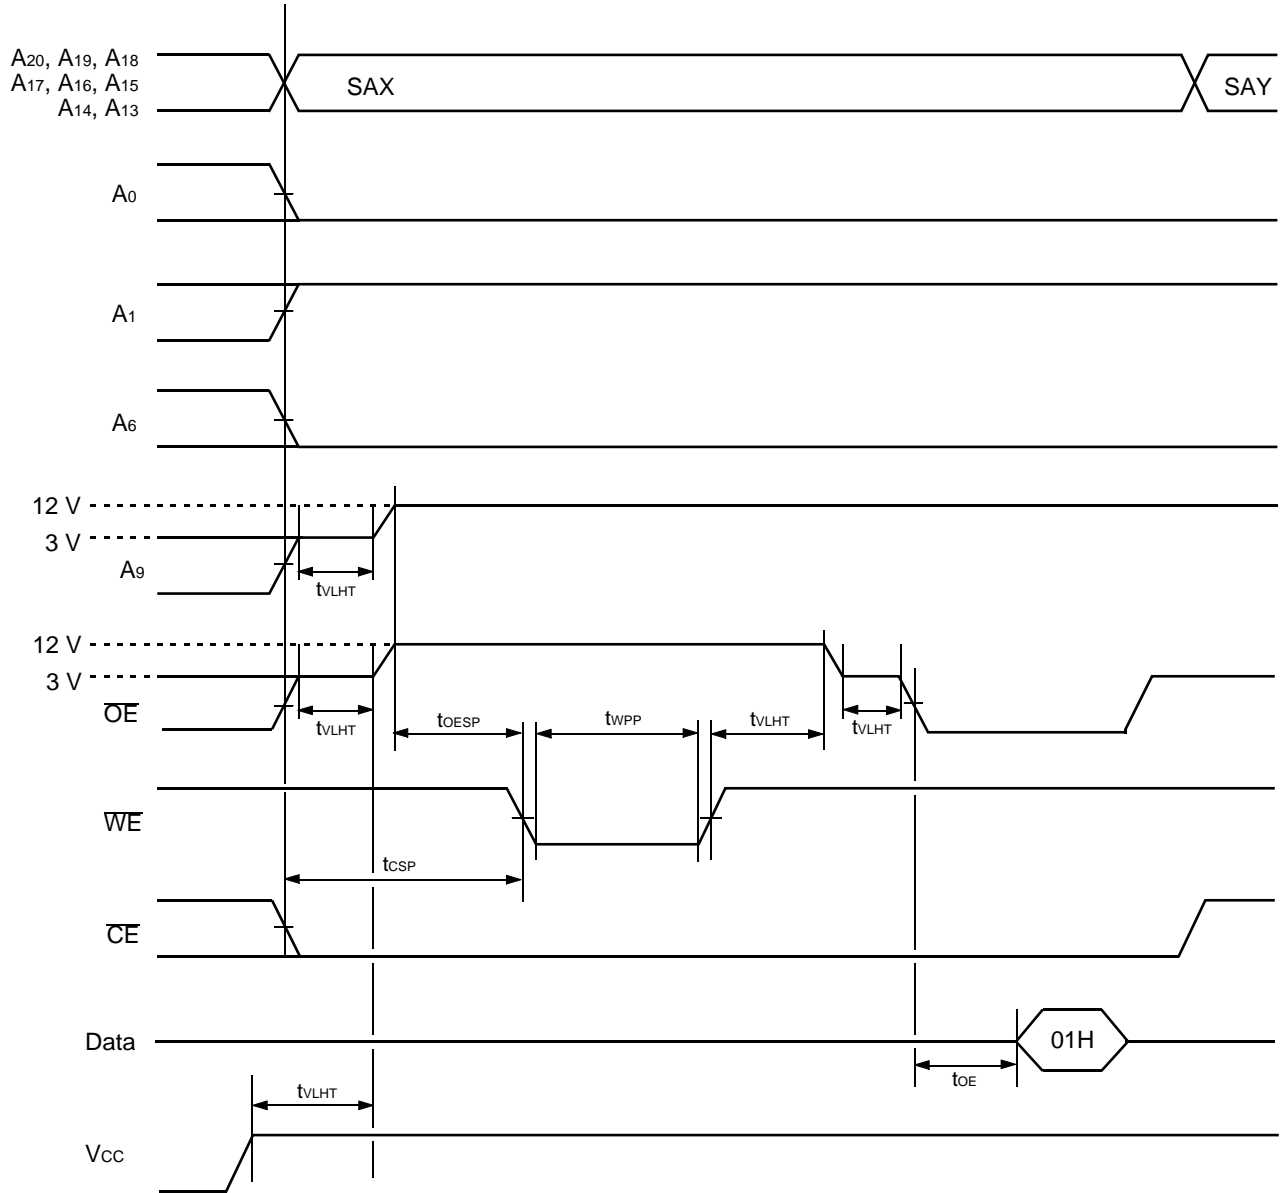 A20, A19, A18
A17, A16, A15
A14, A13
SAX
SAY
A0
A1
A6
12 V
3 V
A9
tVLHT
12 V
3 V
OE
tVLHT
tOESP
tWPP
tVLHT
tVLHT
WE
tCSP
CE
Data
01H
tOE
tVLHT
VCC